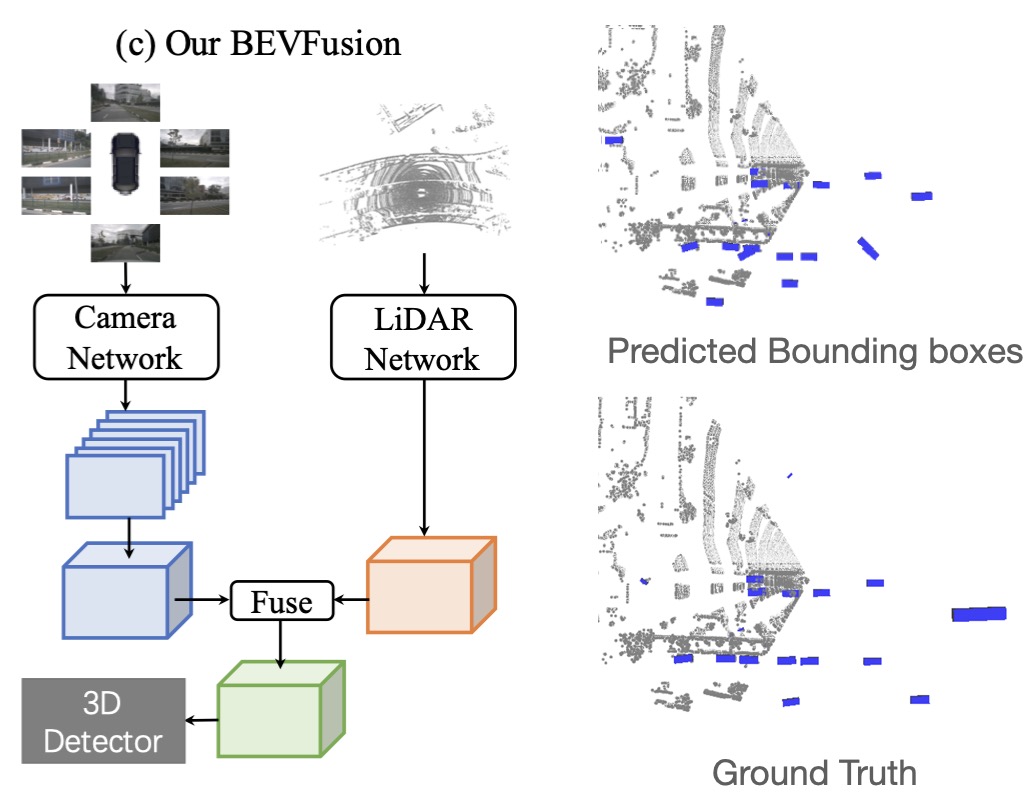 (c) Our BEVFusion
Camera
Network
LiDAR
Network
Fuse
3D
Detector
Predicted Bounding boxes
Ground Truth